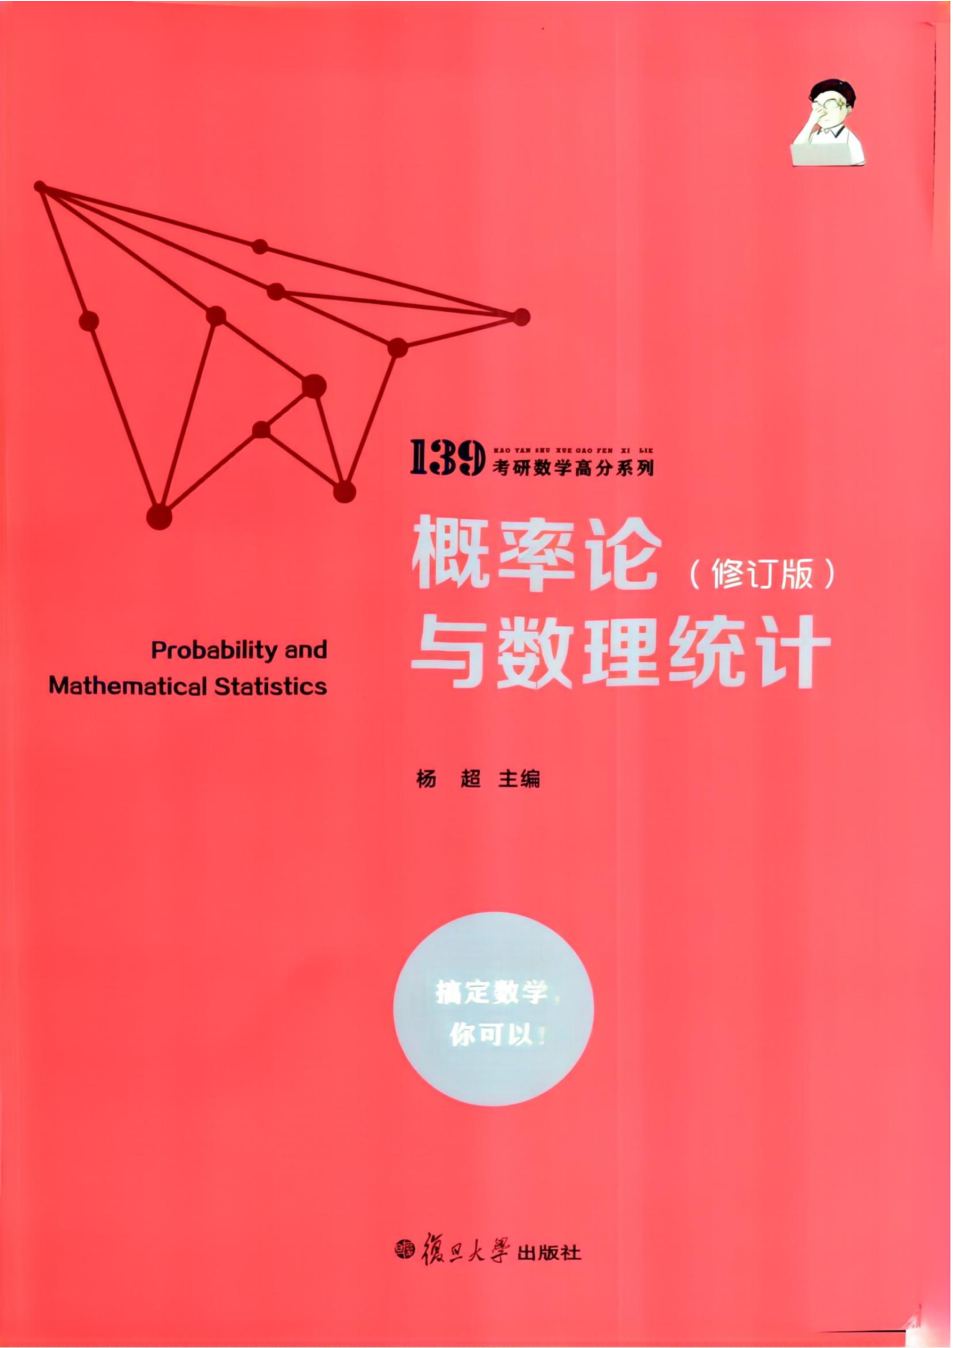 139 KAO YAN SHU XUE GAO FEN XI LIE
考研数学高分系列
概率论（修订版）
与数理统计
Probability and
Mathematical Statistics
杨 超 主编
搞定数学，
你可以！
復旦大学出版社